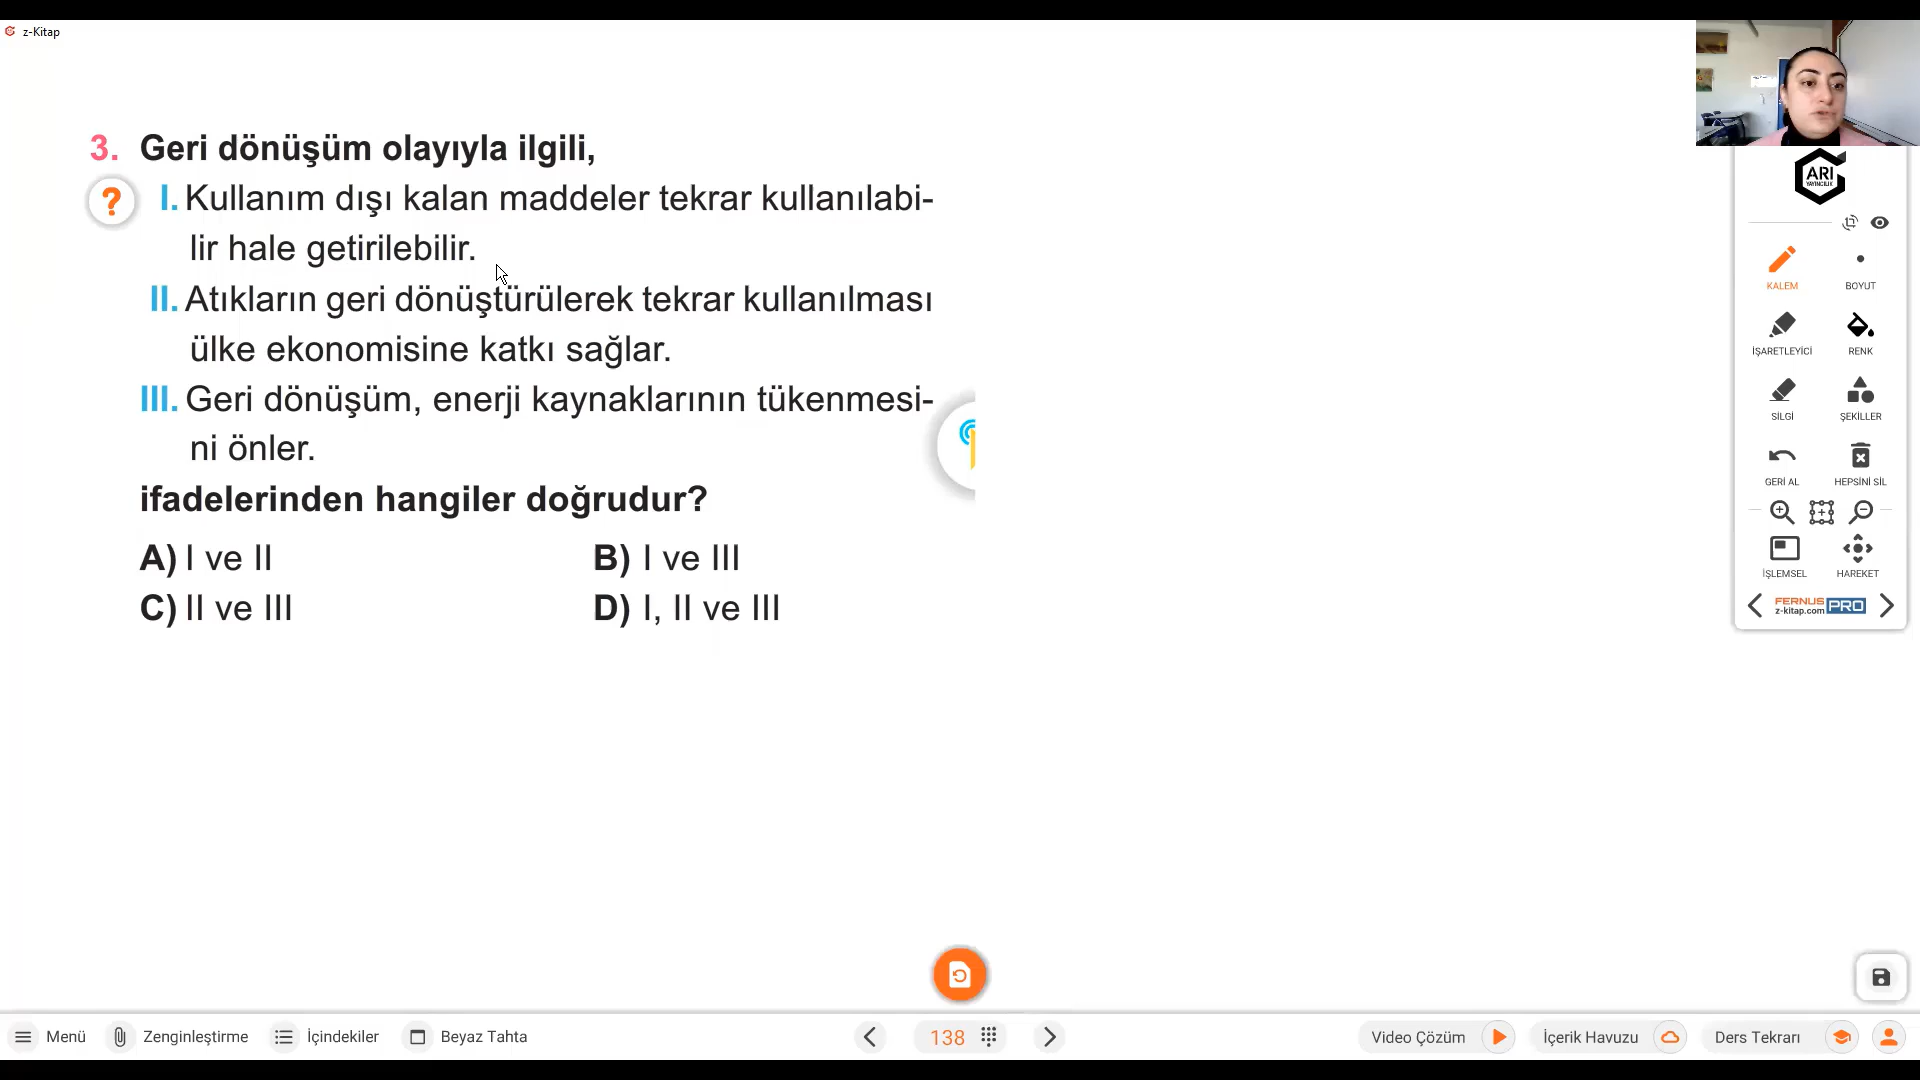 z-Kitap
3. Geri dönüşüm olayıyla ilgili,
? I. Kullanım dışı kalan maddeler tekrar kullanılabi-
lir hale getirilebilir.
II. Atıkların geri dönüştürülerek tekrar kullanılması
ülke ekonomisine katkı sağlar.
III. Geri dönüşüm, enerji kaynaklarının tükenmesi-
ni önler.
ifadelerinden hangiler doğrudur?
A) I ve II
B) I ve III
C) II ve III
D) I, II ve III
ARI
YAYINCILIK
KALEM
BOYUT
İŞARETLEYİCİ
RENK
SİLGİ
ŞEKİLLER
GERİ AL
HEPSİNİ SİL
İŞLEMSEL
HAREKET
FERNUS
z-kitap.com
PRO
Menü
Zenginleştirme
İçindekiler
Beyaz Tahta
138
Video Çözüm
İçerik Havuzu
Ders Tekrarı